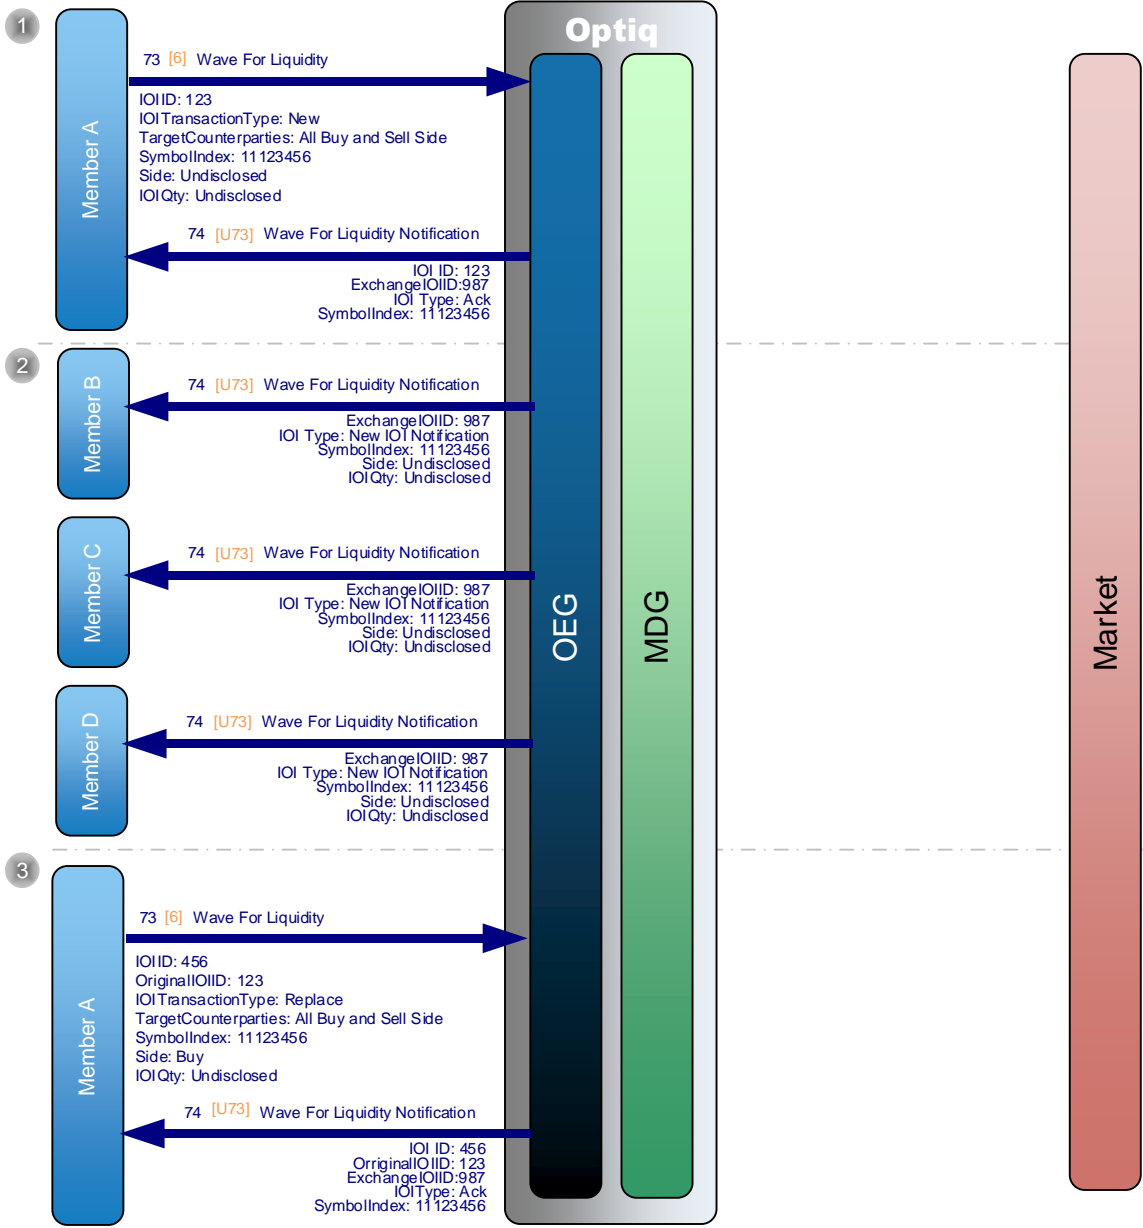 1
Optiq
73 [6] Wave For Liquidity
IOIID: 123
IOITransactionType: New
TargetCounterparties: All Buy and Sell Side
SymbolIndex: 11123456
Side: Undisclosed
IOIQty: Undisclosed
Member A
74 [U73] Wave For Liquidity Notification
IOI ID: 123
ExchangeIOIID:987
IOI Type: Ack
SymbolIndex: 11123456
2
Member B
74 [U73] Wave For Liquidity Notification
ExchangeIOIID: 987
IOI Type: New IOI Notification
SymbolIndex: 11123456
Side: Undisclosed
IOIQty: Undisclosed
Member C
74 [U73] Wave For Liquidity Notification
ExchangeIOIID: 987
IOI Type: New IOI Notification
SymbolIndex: 11123456
Side: Undisclosed
IOIQty: Undisclosed
OEG
MDG
Market
Member D
74 [U73] Wave For Liquidity Notification
ExchangeIOIID: 987
IOI Type: New IOI Notification
SymbolIndex: 11123456
Side: Undisclosed
IOIQty: Undisclosed
3
Member A
73 [6] Wave For Liquidity
IOIID: 456
OriginalIOIID: 123
IOITransactionType: Replace
TargetCounterparties: All Buy and Sell Side
SymbolIndex: 11123456
Side: Buy
IOIQty: Undisclosed
74 [U73] Wave For Liquidity Notification
IOI ID: 456
OrriginalIOIID: 123
ExchangeIOIID:987
IOIType: Ack
SymbolIndex: 11123456